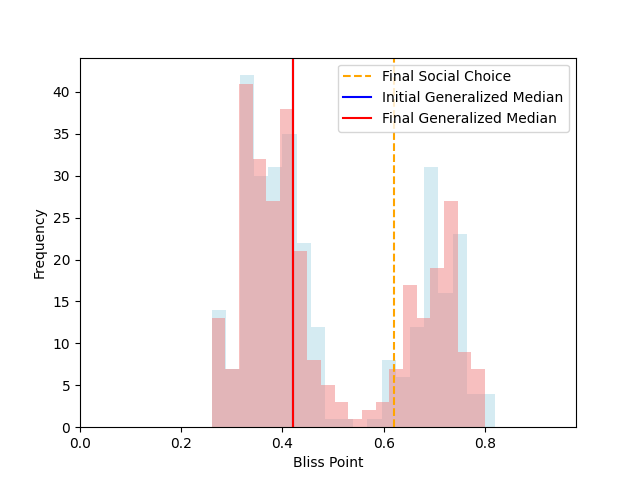 Final Social Choice
Initial Generalized Median
Final Generalized Median
Frequency
40
35
30
25
20
15
10
5
0
0.0 0.2 0.4 0.6 0.8
Bliss Point